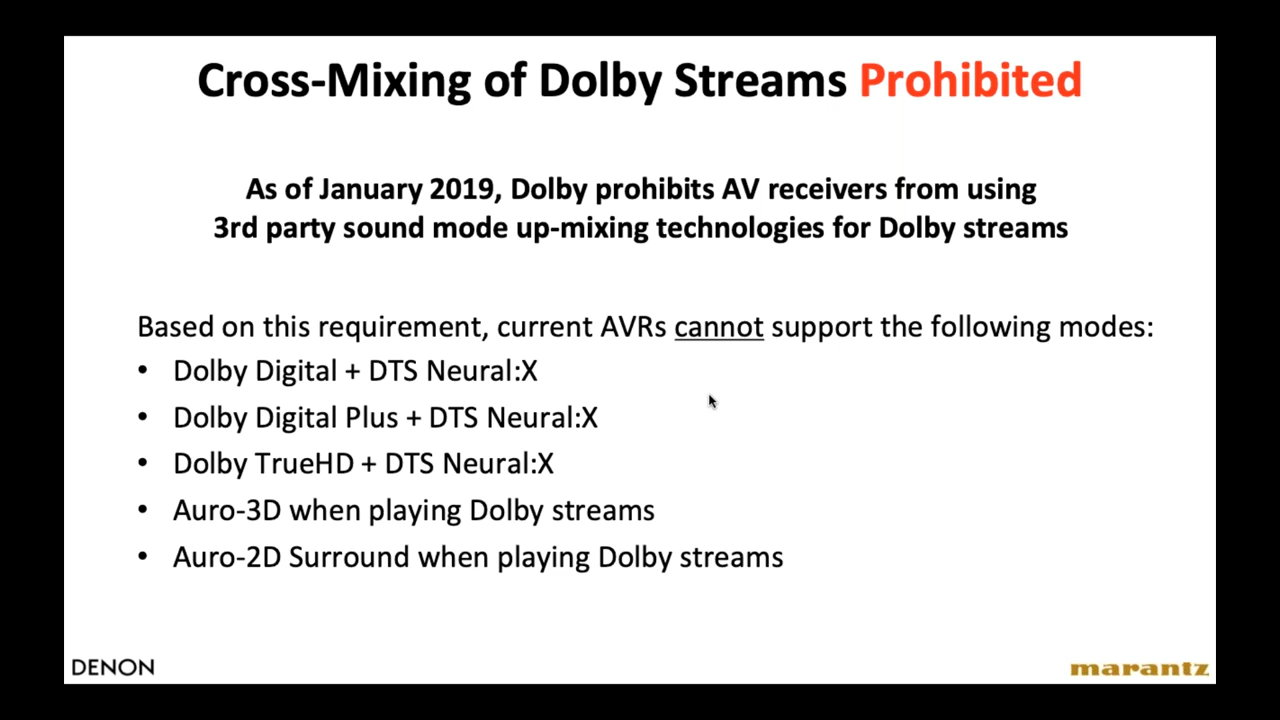 Cross-Mixing of Dolby Streams Prohibited
As of January 2019, Dolby prohibits AV receivers from using
3rd party sound mode up-mixing technologies for Dolby streams
Based on this requirement, current AVRs cannot support the following modes:
• Dolby Digital + DTS Neural:X
• Dolby Digital Plus + DTS Neural:X
• Dolby TrueHD + DTS Neural:X
• Auro-3D when playing Dolby streams
• Auro-2D Surround when playing Dolby streams
DENON
marantz